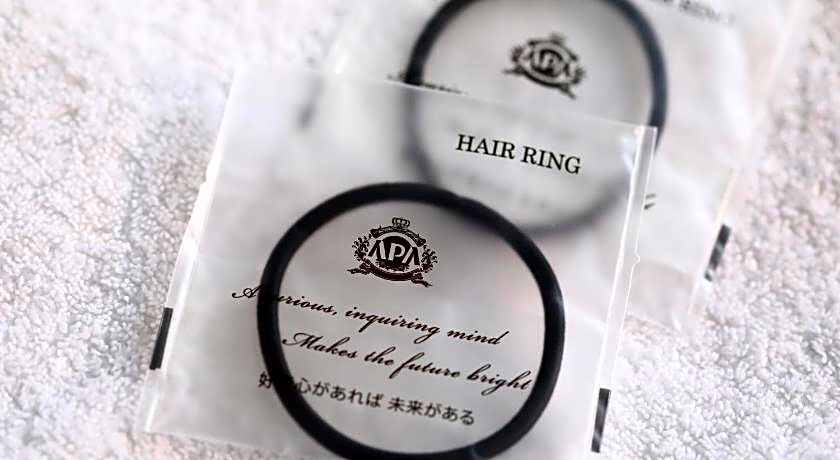 APA
HAIR RING
APA
A curious, inquiring mind
Makes the future bright
好奇心があれば 未来がある